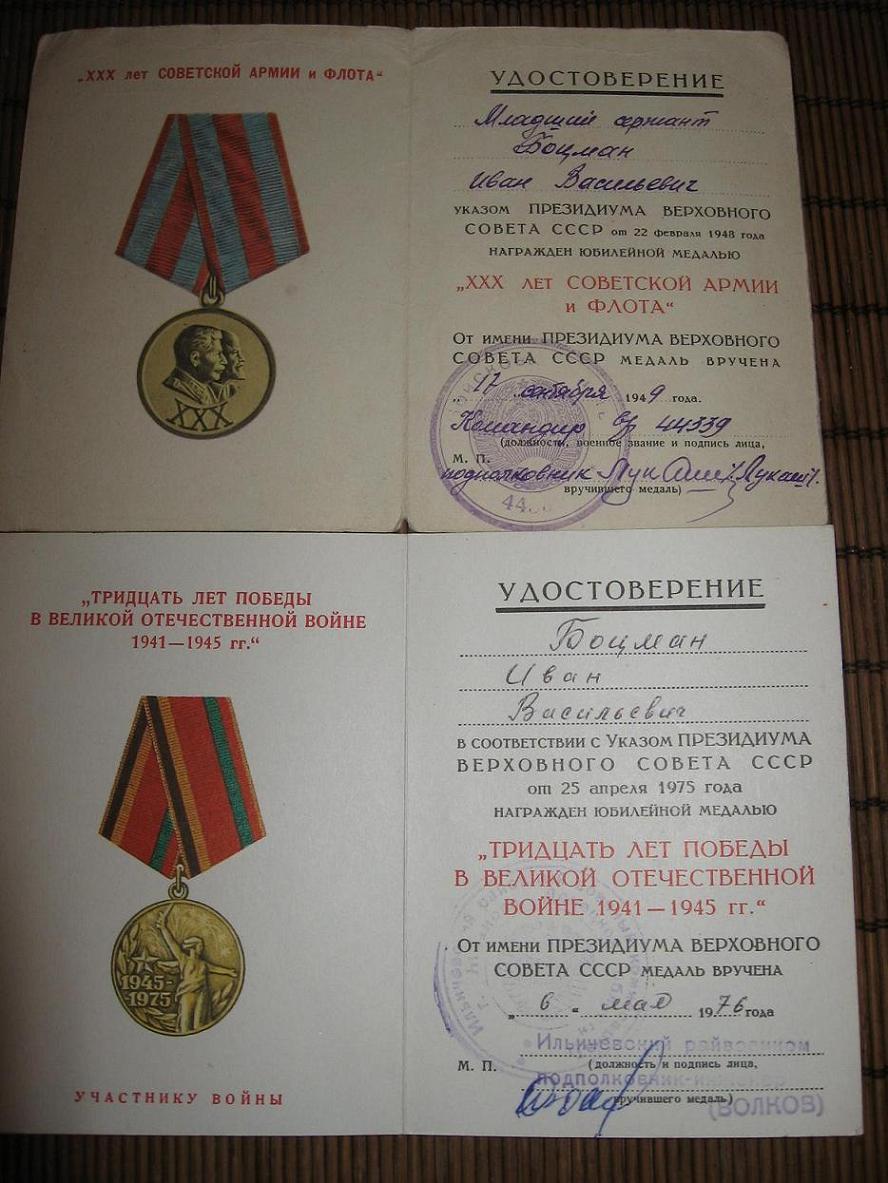 „XXX лет СОВЕТСКОЙ АРМИИ и ФЛОТА“
XXX
УДОСТОВЕРЕНИЕ
Младший сержант
Боцман
Иван Васильевич
УКАЗОМ ПРЕЗИДИУМА ВЕРХОВНОГО
СОВЕТА СССР от 22 февраля 1948 года
НАГРАЖДЕН ЮБИЛЕЙНОЙ МЕДАЛЬЮ
„XXX лет СОВЕТСКОЙ АРМИИ
и ФЛОТА“
От имени ПРЕЗИДИУМА ВЕРХОВНОГО
СОВЕТА СССР МЕДАЛЬ ВРУЧЕНА
„17 сентября 1949 года.
Командир 44339
(должность, военное звание и подпись лица,
М. П.
подполковник Лукаш
вручившего медаль)
„ТРИДЦАТЬ ЛЕТ ПОБЕДЫ
В ВЕЛИКОЙ ОТЕЧЕСТВЕННОЙ ВОЙНЕ
1941—1945 гг.“
1945-
1975
УЧАСТНИКУ ВОЙНЫ
УДОСТОВЕРЕНИЕ
Боцман
Иван
Васильевич
В СООТВЕТСТВИИ С УКАЗОМ ПРЕЗИДИУМА
ВЕРХОВНОГО СОВЕТА СССР
от 25 апреля 1975 года
НАГРАЖДЕН ЮБИЛЕЙНОЙ МЕДАЛЬЮ
„ТРИДЦАТЬ ЛЕТ ПОБЕДЫ
В ВЕЛИКОЙ ОТЕЧЕСТВЕННОЙ
ВОЙНЕ 1941—1945 гг.“
От имени ПРЕЗИДИУМА ВЕРХОВНОГО
СОВЕТА СССР МЕДАЛЬ ВРУЧЕНА
„6“ мая 1976 года
Ильичевский райвоенком
М. П. (должность и подпись лица,
подполковник-инженер
вручившего медаль)
(ВОЛКОВ)